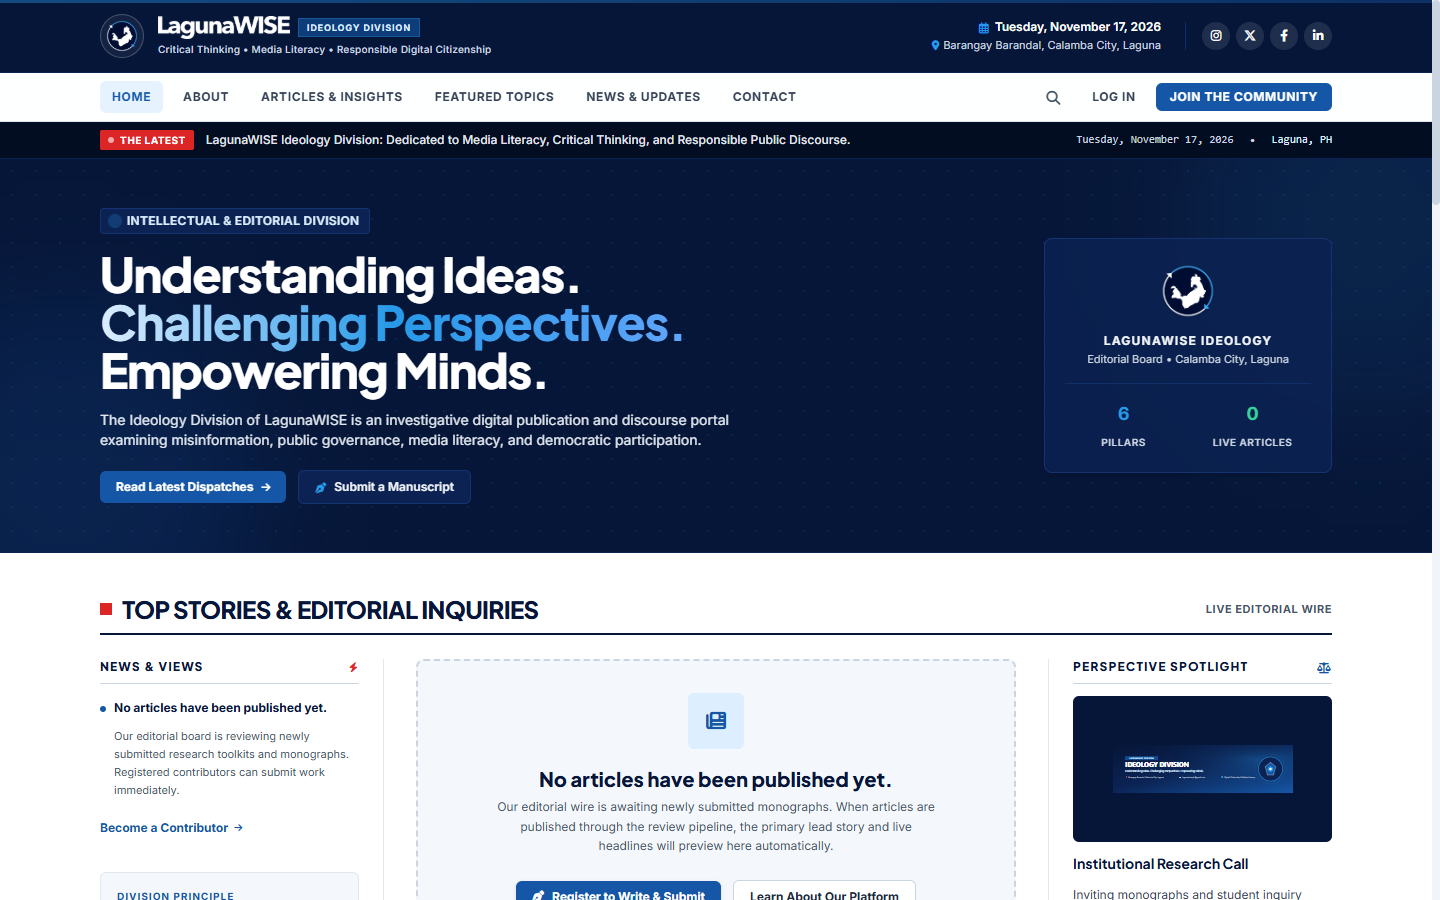 LagunaWISE IDEOLOGY DIVISION
Critical Thinking • Media Literacy • Responsible Digital Citizenship
Tuesday, November 17, 2026
Barangay Barandal, Calamba City, Laguna
HOME ABOUT ARTICLES & INSIGHTS FEATURED TOPICS NEWS & UPDATES CONTACT LOG IN JOIN THE COMMUNITY
THE LATEST LagunaWISE Ideology Division: Dedicated to Media Literacy, Critical Thinking, and Responsible Public Discourse. Tuesday, November 17, 2026 • Laguna, PH
INTELLECTUAL & EDITORIAL DIVISION
Understanding Ideas.
Challenging Perspectives.
Empowering Minds.
The Ideology Division of LagunaWISE is an investigative digital publication and discourse portal
examining misinformation, public governance, media literacy, and democratic participation.
Read Latest Dispatches → Submit a Manuscript
LAGUNAWISE IDEOLOGY
Editorial Board • Calamba City, Laguna
6 0
PILLARS LIVE ARTICLES
TOP STORIES & EDITORIAL INQUIRIES LIVE EDITORIAL WIRE
NEWS & VIEWS
No articles have been published yet.
Our editorial board is reviewing newly
submitted research toolkits and monographs.
Registered contributors can submit work
immediately.
Become a Contributor →
DIVISION PRINCIPLE
No articles have been published yet.
Our editorial wire is awaiting newly submitted monographs. When articles are
published through the review pipeline, the primary lead story and live
headlines will preview here automatically.
Register to Write & Submit Learn About Our Platform
PERSPECTIVE SPOTLIGHT
IDEOLOGY DIVISION
Institutional Research Call
Inviting monographs and student inquiry